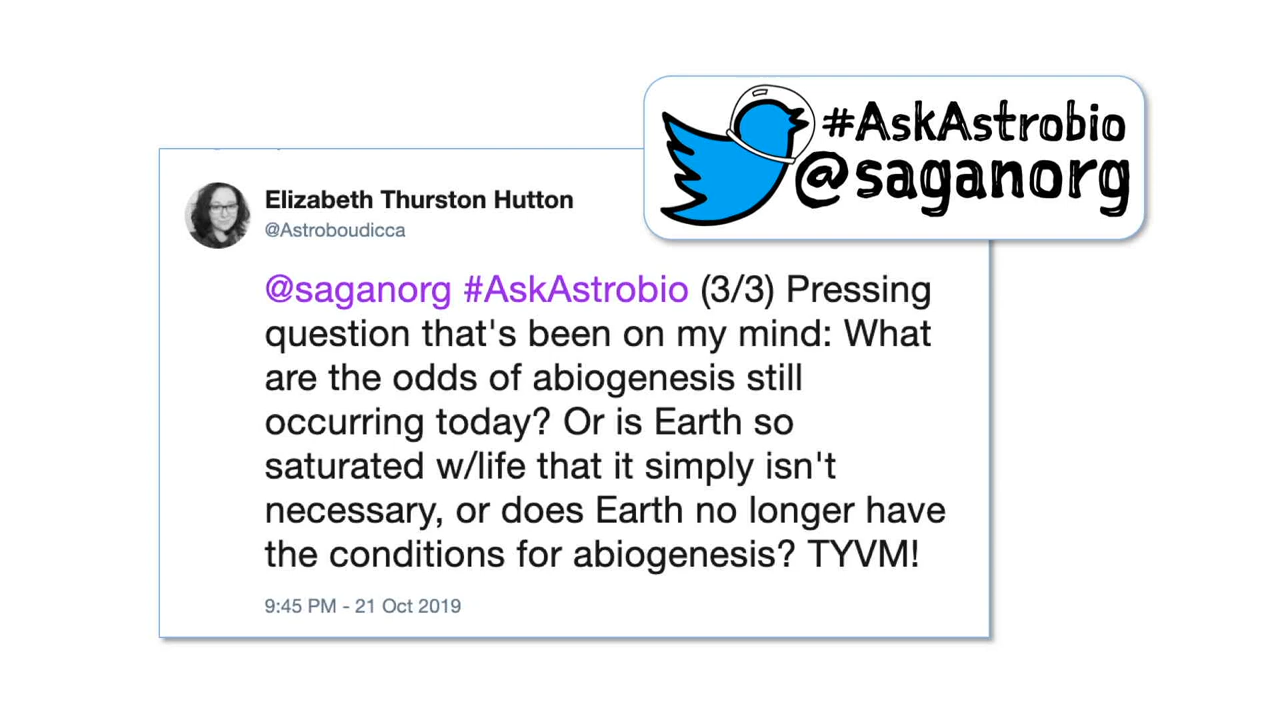 #AskAstrobio
@saganorg
Elizabeth Thurston Hutton
@Astroboudicca
@saganorg #AskAstrobio (3/3) Pressing
question that's been on my mind: What
are the odds of abiogenesis still
occurring today? Or is Earth so
saturated w/life that it simply isn't
necessary, or does Earth no longer have
the conditions for abiogenesis? TYVM!
9:45 PM - 21 Oct 2019